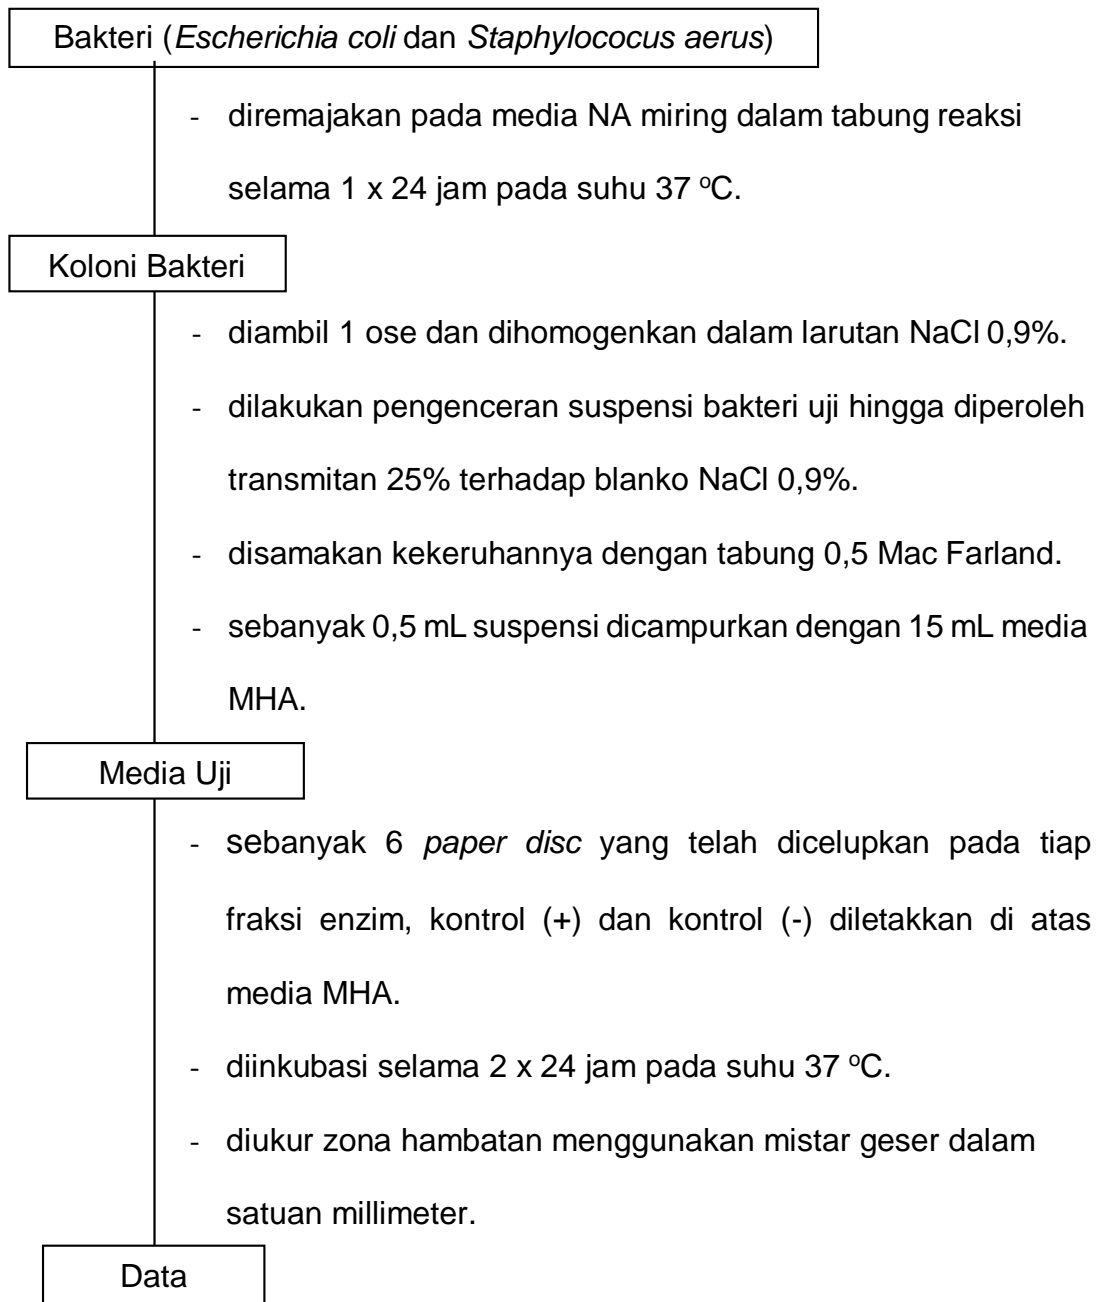 Bakteri (Escherichia coli dan Staphylococus aerus)
- diremajakan pada media NA miring dalam tabung reaksi
selama 1 x 24 jam pada suhu 37 ºC.
Koloni Bakteri
- diambil 1 ose dan dihomogenkan dalam larutan NaCl 0,9%.
- dilakukan pengenceran suspensi bakteri uji hingga diperoleh
transmitan 25% terhadap blanko NaCl 0,9%.
- disamakan kekeruhannya dengan tabung 0,5 Mac Farland.
- sebanyak 0,5 mL suspensi dicampurkan dengan 15 mL media
MHA.
Media Uji
- sebanyak 6 paper disc yang telah dicelupkan pada tiap
fraksi enzim, kontrol (+) dan kontrol (-) diletakkan di atas
media MHA.
- diinkubasi selama 2 x 24 jam pada suhu 37 ºC.
- diukur zona hambatan menggunakan mistar geser dalam
satuan millimeter.
Data